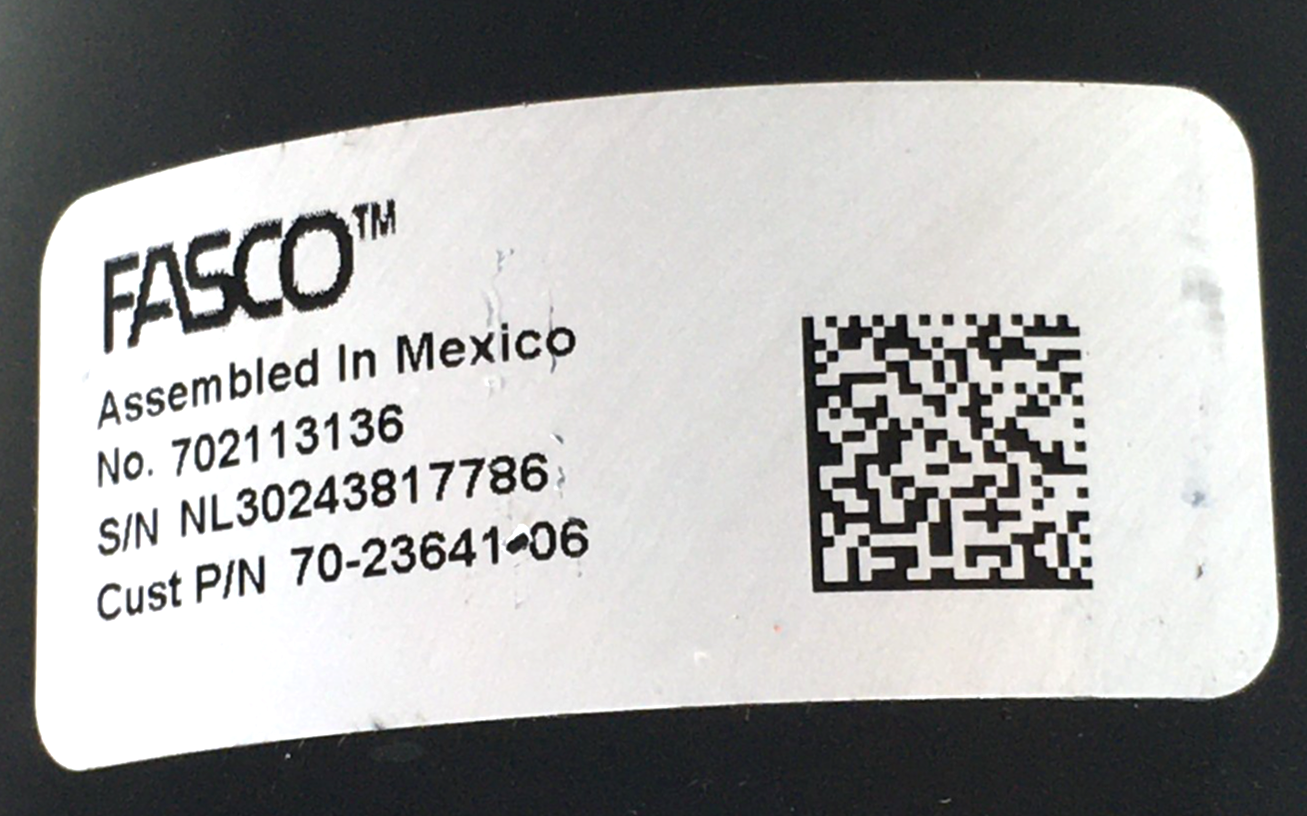 FASCO™
Assembled In Mexico
No. 702113136
S/N NL30243817786
Cust P/N 70-23641-06